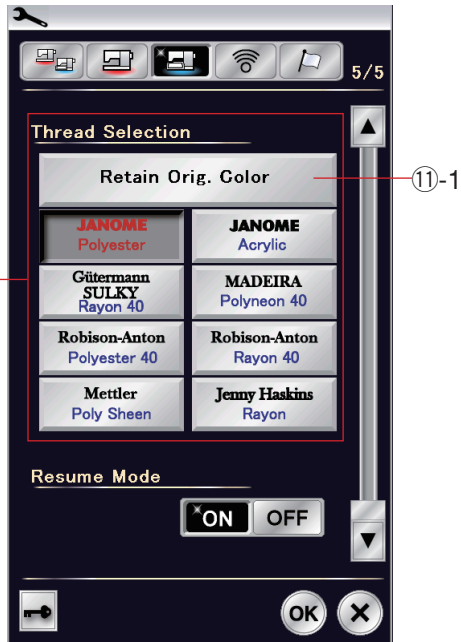 5/5
Thread Selection
Retain Orig. Color
⑪-1
JANOME
Polyester
JANOME
Acrylic
Gütermann
SULKY
Rayon 40
MADEIRA
Polyneon 40
Robison-Anton
Polyester 40
Robison-Anton
Rayon 40
Mettler
Poly Sheen
Jenny Haskins
Rayon
Resume Mode
ON OFF
OK X